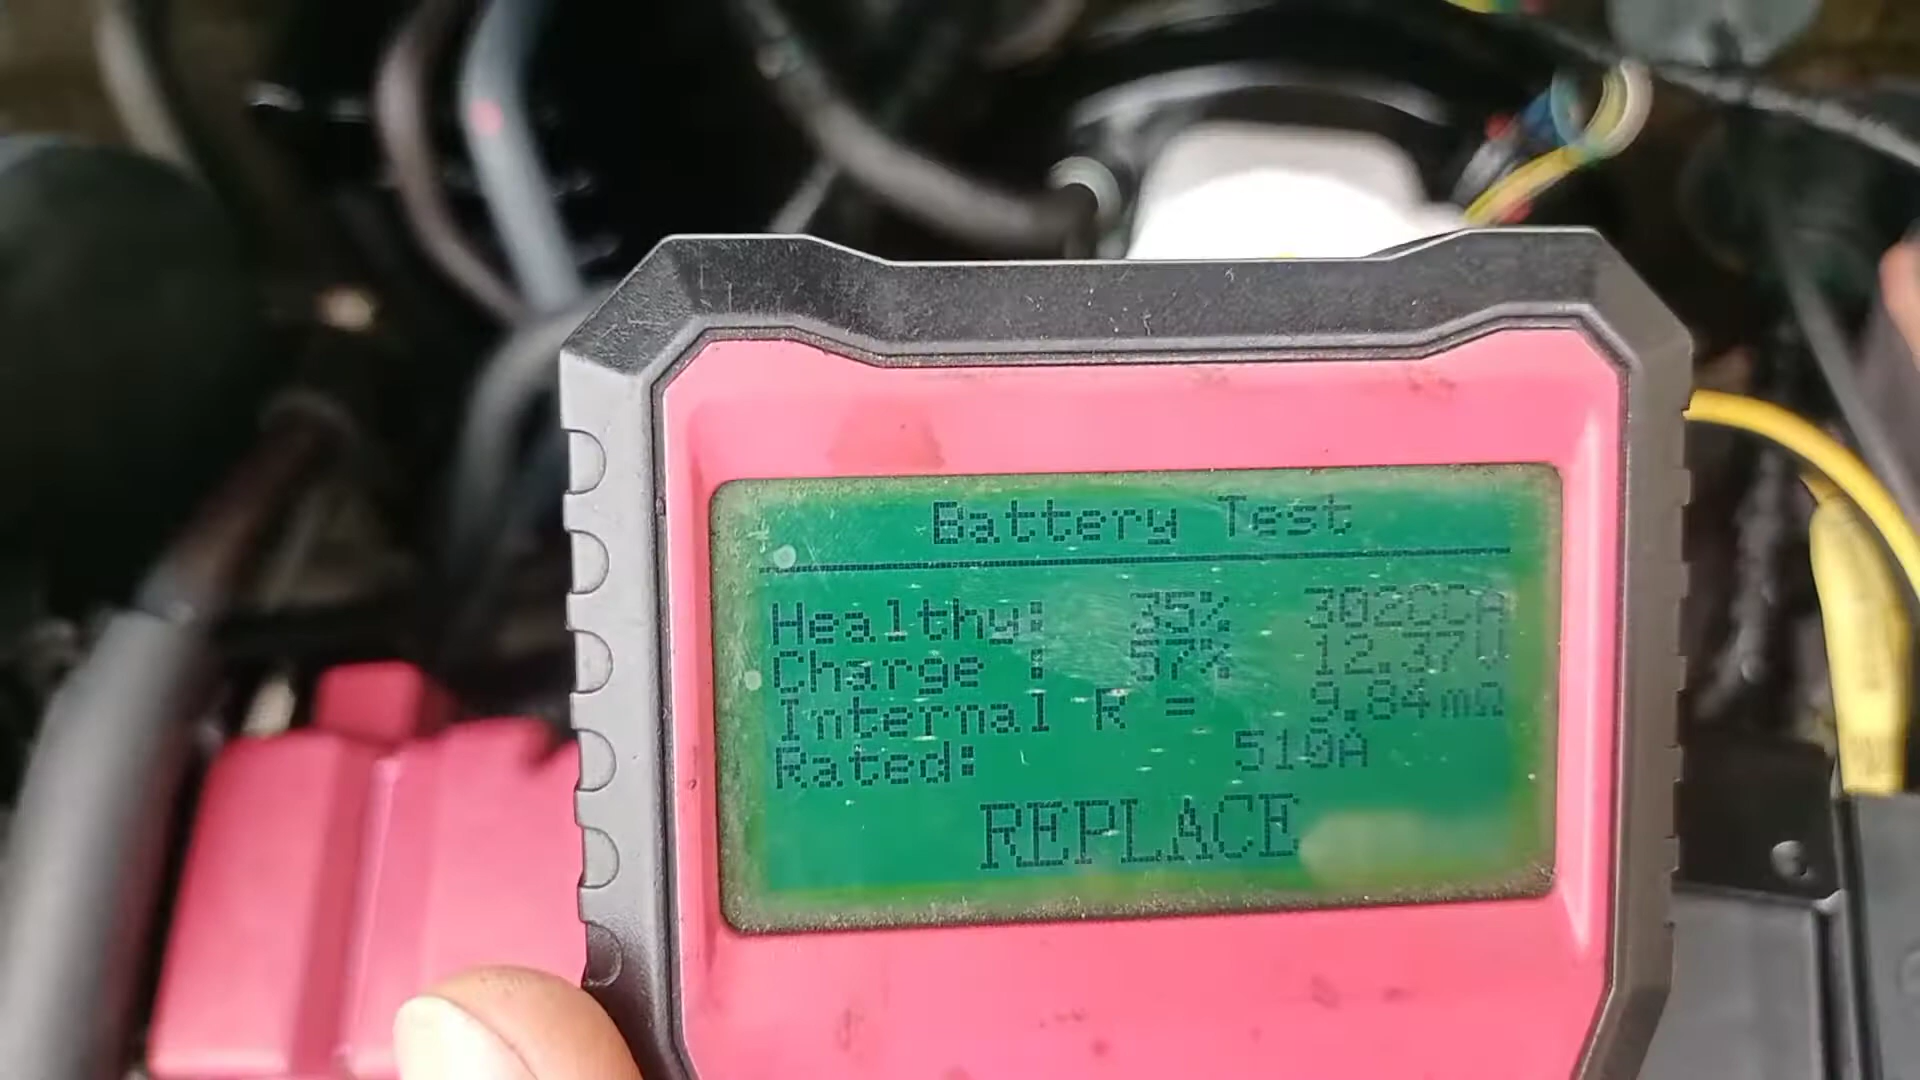 Battery Test
Healthy: 35% 302CCA
Charge : 57% 12.37V
Internal R = 9.84mΩ
Rated: 510A
REPLACE